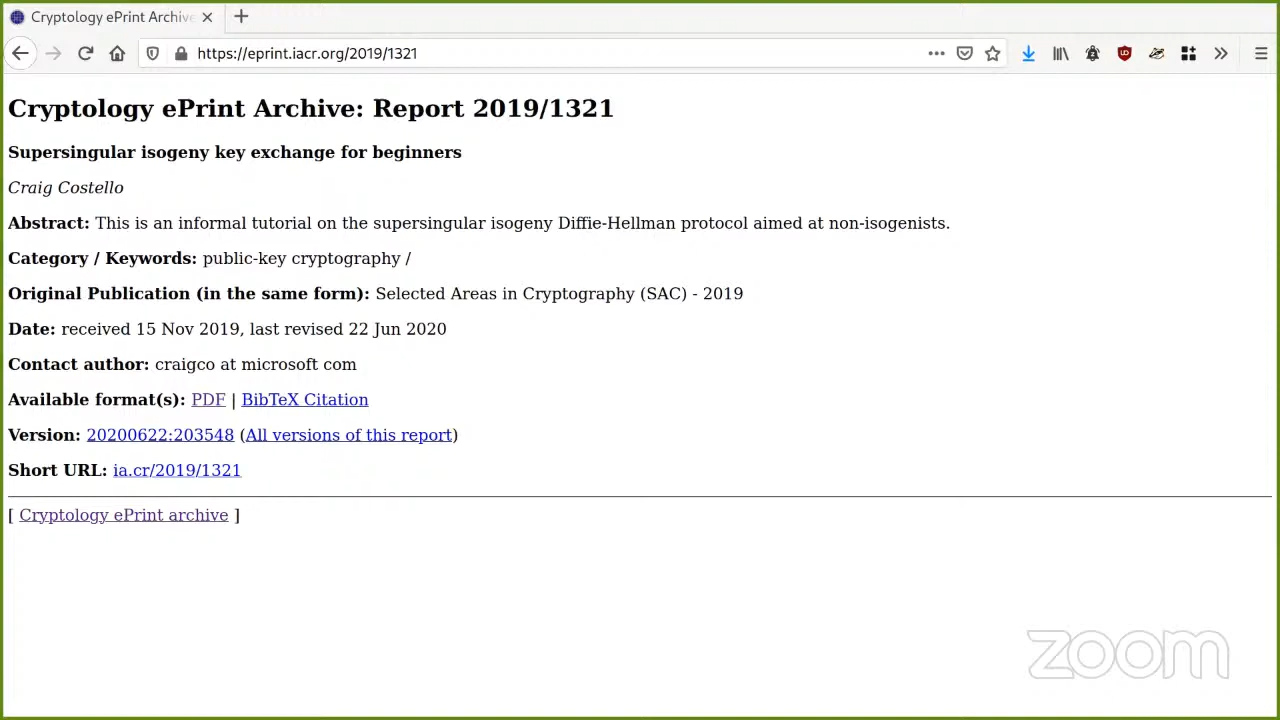 Cryptology ePrint Archive
https://eprint.iacr.org/2019/1321
Cryptology ePrint Archive: Report 2019/1321
Supersingular isogeny key exchange for beginners
Craig Costello
Abstract: This is an informal tutorial on the supersingular isogeny Diffie-Hellman protocol aimed at non-isogenists.
Category / Keywords: public-key cryptography /
Original Publication (in the same form): Selected Areas in Cryptography (SAC) - 2019
Date: received 15 Nov 2019, last revised 22 Jun 2020
Contact author: craigco at microsoft com
Available format(s): PDF | BibTeX Citation
Version: 20200622:203548 (All versions of this report)
Short URL: ia.cr/2019/1321
[ Cryptology ePrint archive ]
zoom